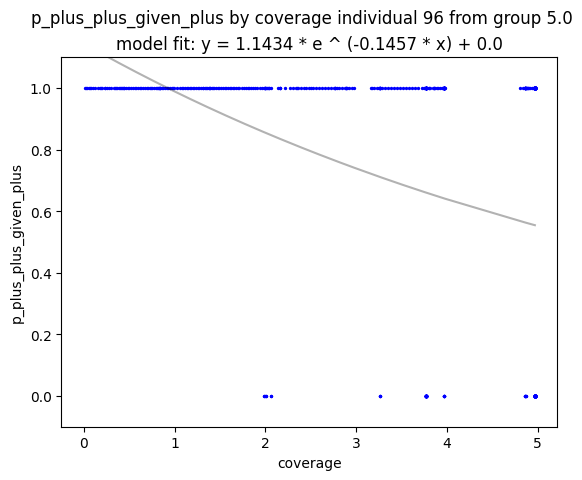 p_plus_plus_given_plus by coverage individual 96 from group 5.0
model fit: y = 1.1434 * e ^ (-0.1457 * x) + 0.0
p_plus_plus_given_plus
1.0
0.8
0.6
0.4
0.2
0.0
0 1 2 3 4 5
coverage